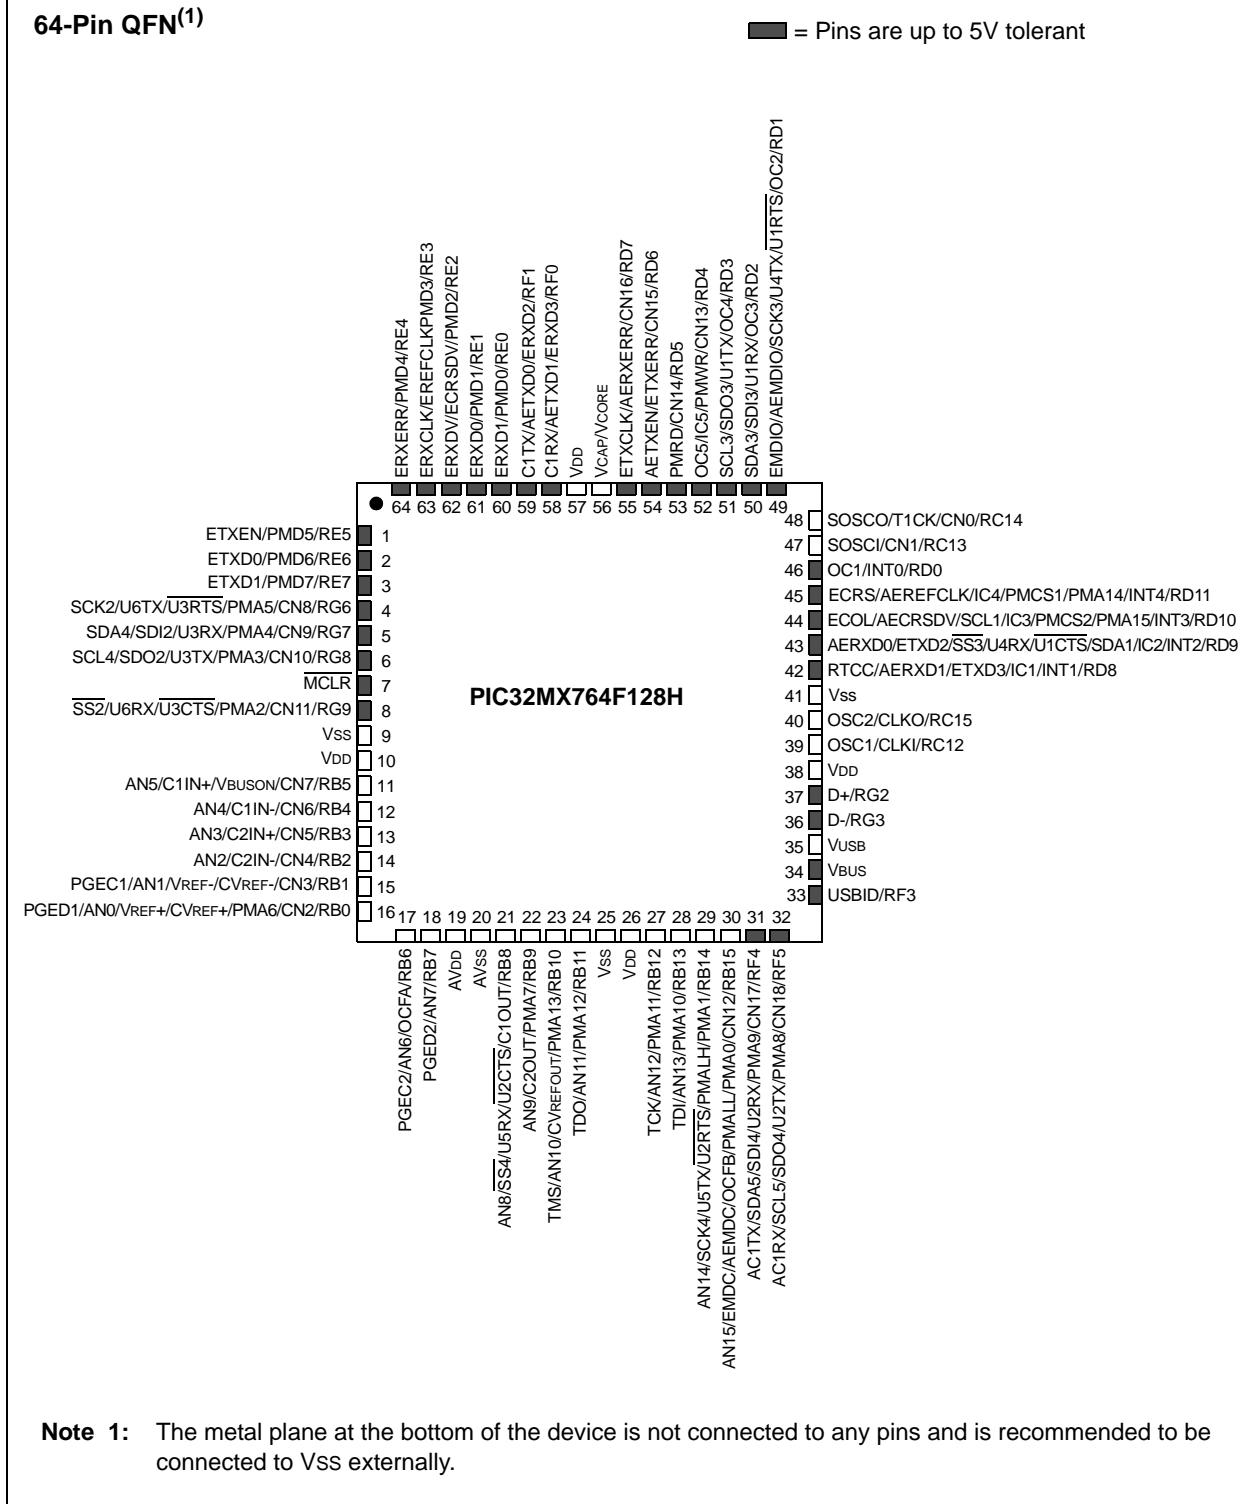 64-Pin QFN(1)
= Pins are up to 5V tolerant
ERXERR/PMD4/RE4
ERXCLK/EREFCLKPMD3/RE3
ERXDV/ECRSDV/PMD2/RE2
ERXD0/PMD1/RE1
ERXD1/PMD0/RE0
C1TX/AETXD0/ERXD2/RF1
C1RX/AETXD1/ERXD3/RF0
VDD
VCAP/VCORE
ETXCLK/AERXERR/CN16/RD7
AETXEN/ETXERR/CN15/RD6
PMRD/CN14/RD5
OC5/IC5/PMWR/CN13/RD4
SCL3/SDO3/U1TX/OC4/RD3
SDA3/SDI3/U1RX/OC3/RD2
EMDIO/AEMDIO/SCK3/U4TX/U1RTS/OC2/RD1
64 63 62 61 60 59 58 57 56 55 54 53 52 51 50 49
ETXEN/PMD5/RE5 1
ETXD0/PMD6/RE6 2
ETXD1/PMD7/RE7 3
SCK2/U6TX/U3RTS/PMA5/CN8/RG6 4
SDA4/SDI2/U3RX/PMA4/CN9/RG7 5
SCL4/SDO2/U3TX/PMA3/CN10/RG8 6
MCLR 7
SS2/U6RX/U3CTS/PMA2/CN11/RG9 8
VSS 9
VDD 10
AN5/C1IN+/VBUSON/CN7/RB5 11
AN4/C1IN-/CN6/RB4 12
AN3/C2IN+/CN5/RB3 13
AN2/C2IN-/CN4/RB2 14
PGEC1/AN1/VREF-/CVREF-/CN3/RB1 15
PGED1/AN0/VREF+/CVREF+/PMA6/CN2/RB0 16
PIC32MX764F128H
48 SOSCO/T1CK/CN0/RC14
47 SOSCI/CN1/RC13
46 OC1/INT0/RD0
45 ECRS/AEREFCLK/IC4/PMCS1/PMA14/INT4/RD11
44 ECOL/AECRSDV/SCL1/IC3/PMCS2/PMA15/INT3/RD10
43 AERXD0/ETXD2/SS3/U4RX/U1CTS/SDA1/IC2/INT2/RD9
42 RTCC/AERXD1/ETXD3/IC1/INT1/RD8
41 Vss
40 OSC2/CLKO/RC15
39 OSC1/CLKI/RC12
38 VDD
37 D+/RG2
36 D-/RG3
35 VUSB
34 VBUS
33 USBID/RF3
17 18 19 20 21 22 23 24 25 26 27 28 29 30 31 32
PGEC2/AN6/OCFA/RB6
PGED2/AN7/RB7
AVDD
AVSS
AN8/SS4/U5RX/U2CTS/C1OUT/RB8
AN9/C2OUT/PMA7/RB9
TMS/AN10/CVREFOUT/PMA13/RB10
TDO/AN11/PMA12/RB11
VSS
VDD
TCK/AN12/PMA11/RB12
TDI/AN13/PMA10/RB13
AN14/SCK4/U5TX/U2RTS/PMALH/PMA1/RB14
AN15/EMDC/AEMDC/OCFB/PMALL/PMA0/CN12/RB15
AC1TX/SDA5/SDI4/U2RX/PMA9/CN17/RF4
AC1RX/SCL5/SDO4/U2TX/PMA8/CN18/RF5
Note 1: The metal plane at the bottom of the device is not connected to any pins and is recommended to be
connected to VSS externally.